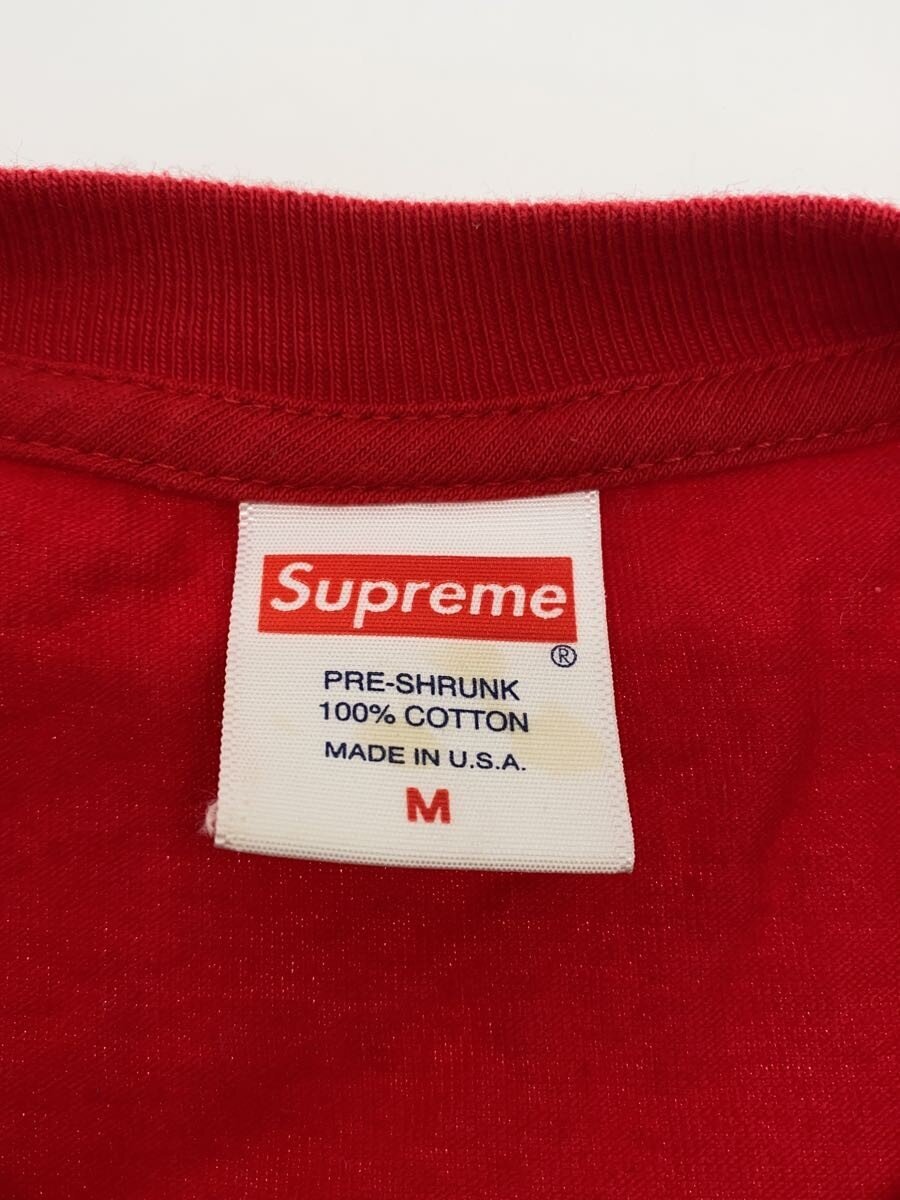 Supreme
®
PRE-SHRUNK
100% COTTON
MADE IN U.S.A.
M